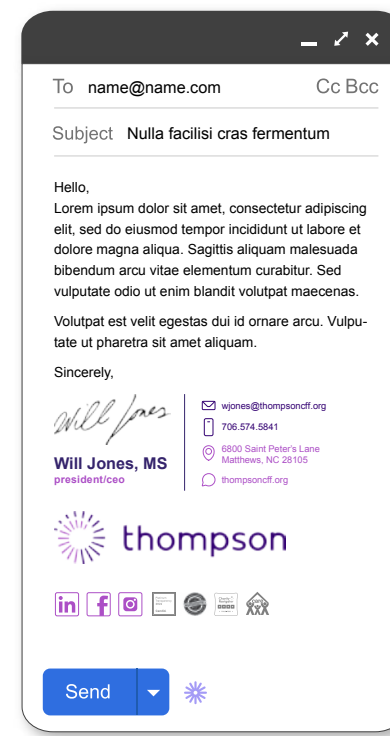 To name@name.com Cc Bcc
Subject Nulla facilisi cras fermentum
Hello,
Lorem ipsum dolor sit amet, consectetur adipiscing
elit, sed do eiusmod tempor incididunt ut labore et
dolore magna aliqua. Sagittis aliquam malesuada
bibendum arcu vitae elementum curabitur. Sed
vulputate odio ut enim blandit volutpat maecenas.
Volutpat est velit egestas dui id ornare arcu. Vulpu-
tate ut pharetra sit amet aliquam.
Sincerely,
Will Jones
Will Jones, MS
president/ceo
wjones@thompsoncff.org
706.574.5841
6800 Saint Peter's Lane
Matthews, NC 28105
thompsoncff.org
thompson
in f
Send